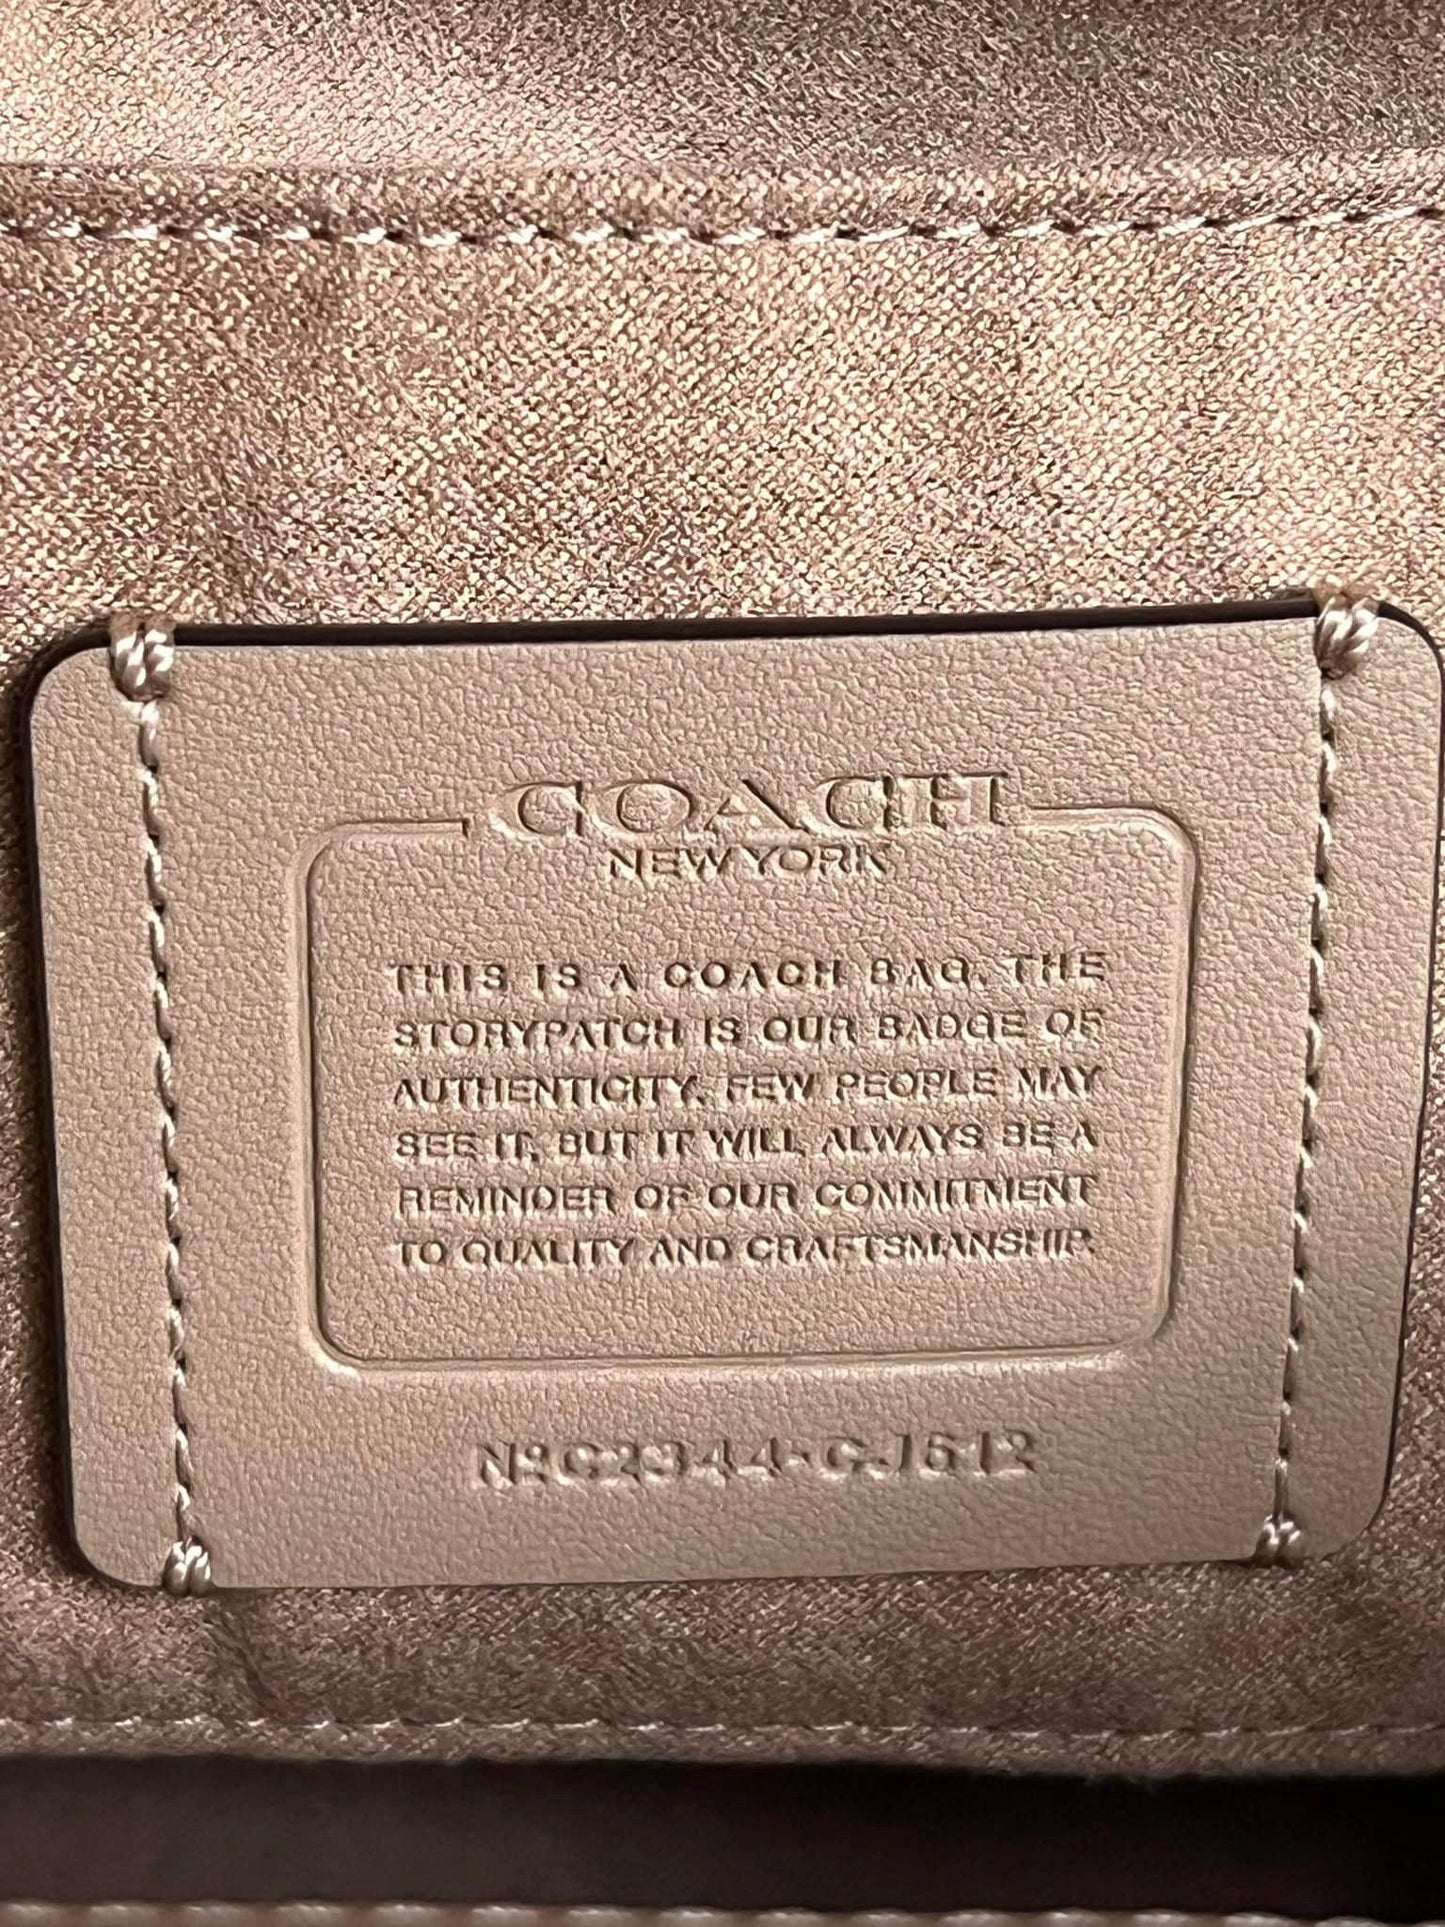 COACH
NEW YORK
THIS IS A COACH BAG. THE
STORYPATCH IS OUR BADGE OF
AUTHENTICITY. FEW PEOPLE MAY
SEE IT, BUT IT WILL ALWAYS BE A
REMINDER OF OUR COMMITMENT
TO QUALITY AND CRAFTSMANSHIP.
Nº C2344-CJ612